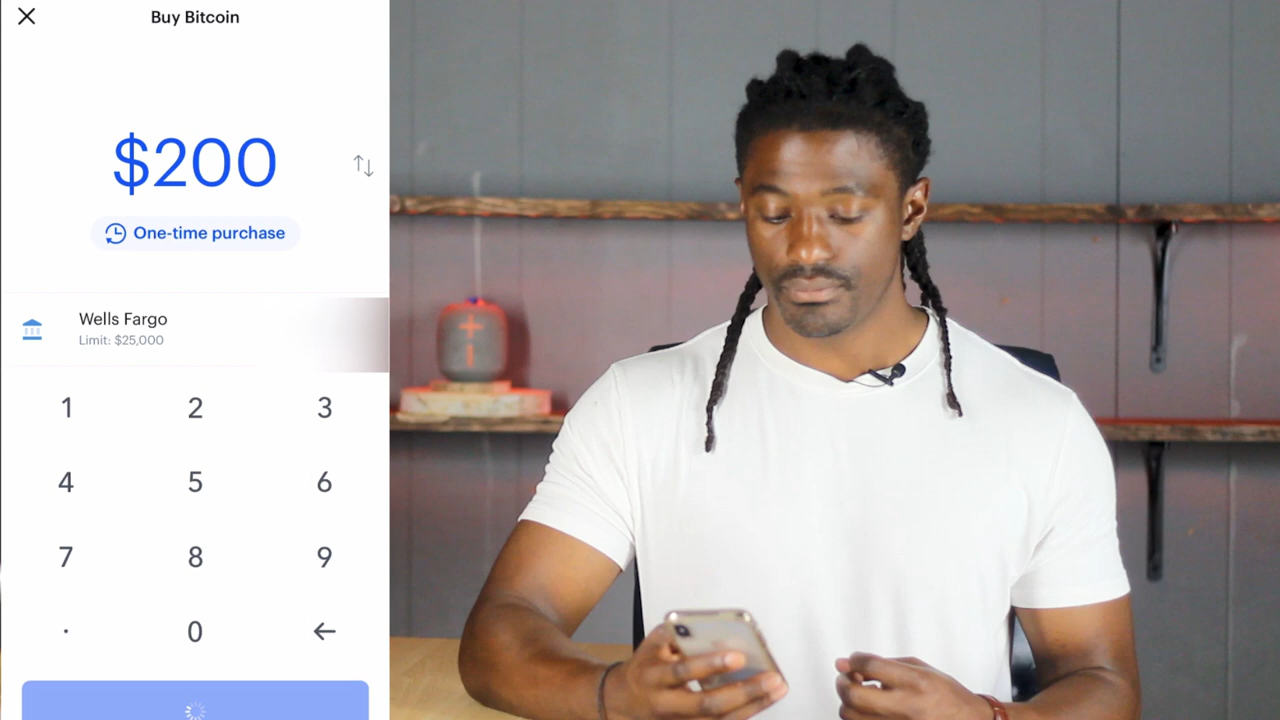 Buy Bitcoin
$200
One-time purchase
Wells Fargo
Limit: $25,000
1 2 3
4 5 6
7 8 9
. 0